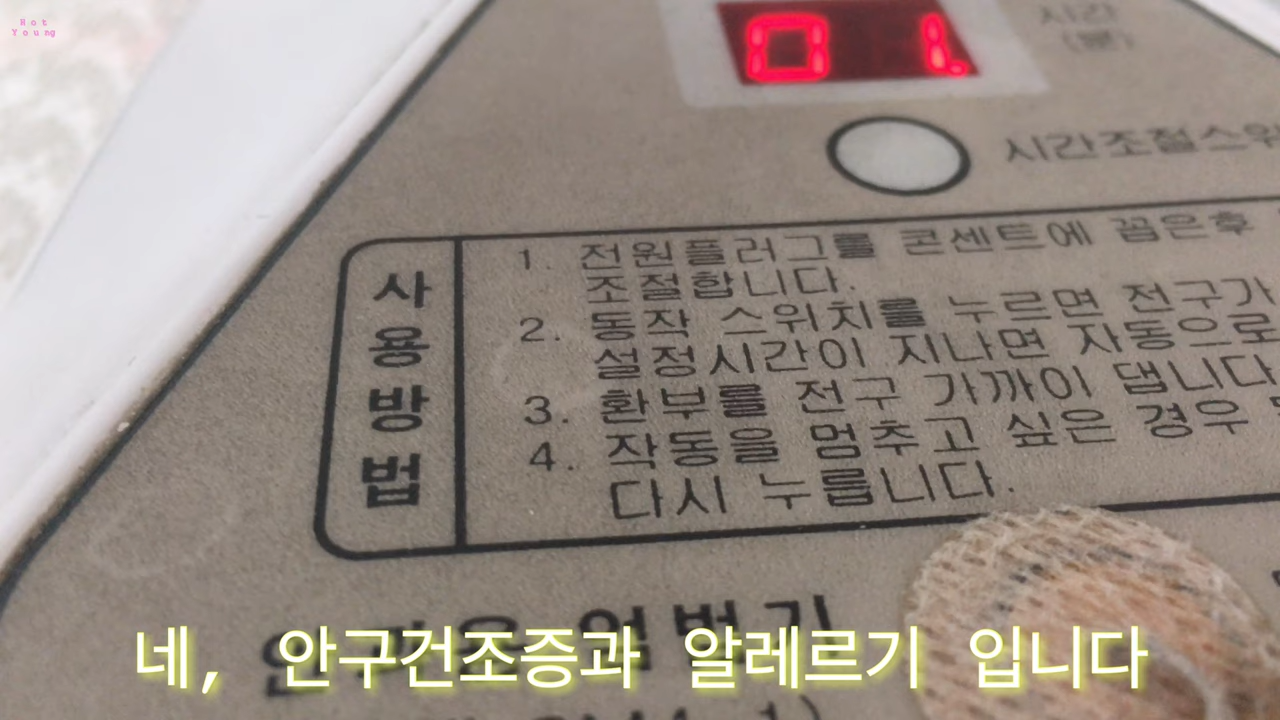 Hot
Young
01.
시간
(분)
시간조절스위
사용방법
1. 전원플러그를 콘센트에 꼽은후
조절합니다.
2. 동작 스위치를 누르면 전구가
설정시간이 지나면 자동으로
3. 환부를 전구 가까이 댑니다
4. 작동을 멈추고 싶은 경우
다시 누릅니다.
네, 안구건조증과 알레르기 입니다